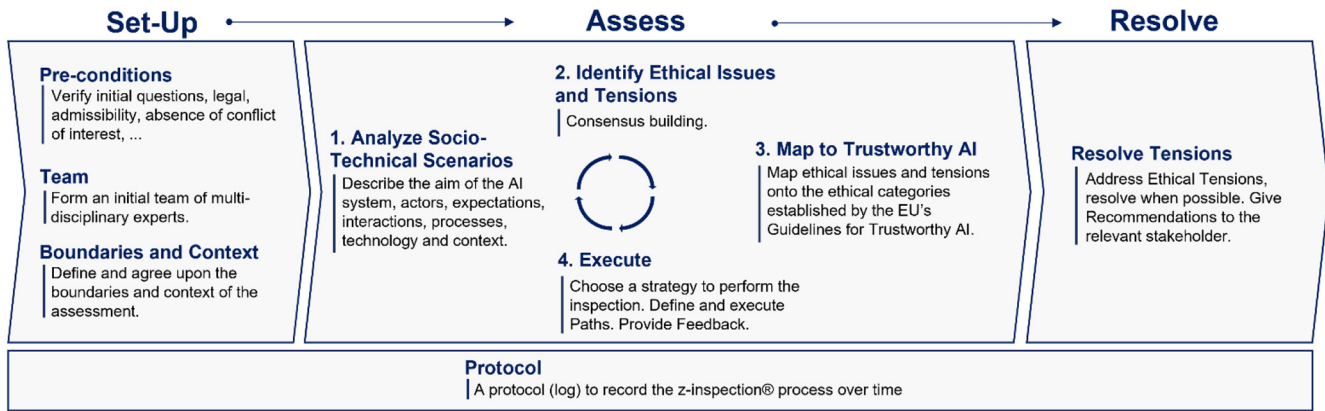 Set-Up
Assess
Resolve
Pre-conditions
Verify initial questions, legal,
admissibility, absence of conflict
of interest, ...
Team
Form an initial team of multi-
disciplinary experts.
Boundaries and Context
Define and agree upon the
boundaries and context of the
assessment.
1. Analyze Socio-
Technical Scenarios
Describe the aim of the AI
system, actors, expectations,
interactions, processes,
technology and context.
2. Identify Ethical Issues
and Tensions
Consensus building.
3. Map to Trustworthy AI
Map ethical issues and tensions
onto the ethical categories
established by the EU's
Guidelines for Trustworthy AI.
4. Execute
Choose a strategy to perform the
inspection. Define and execute
Paths. Provide Feedback.
Resolve Tensions
Address Ethical Tensions,
resolve when possible. Give
Recommendations to the
relevant stakeholder.
Protocol
A protocol (log) to record the z-inspection® process over time